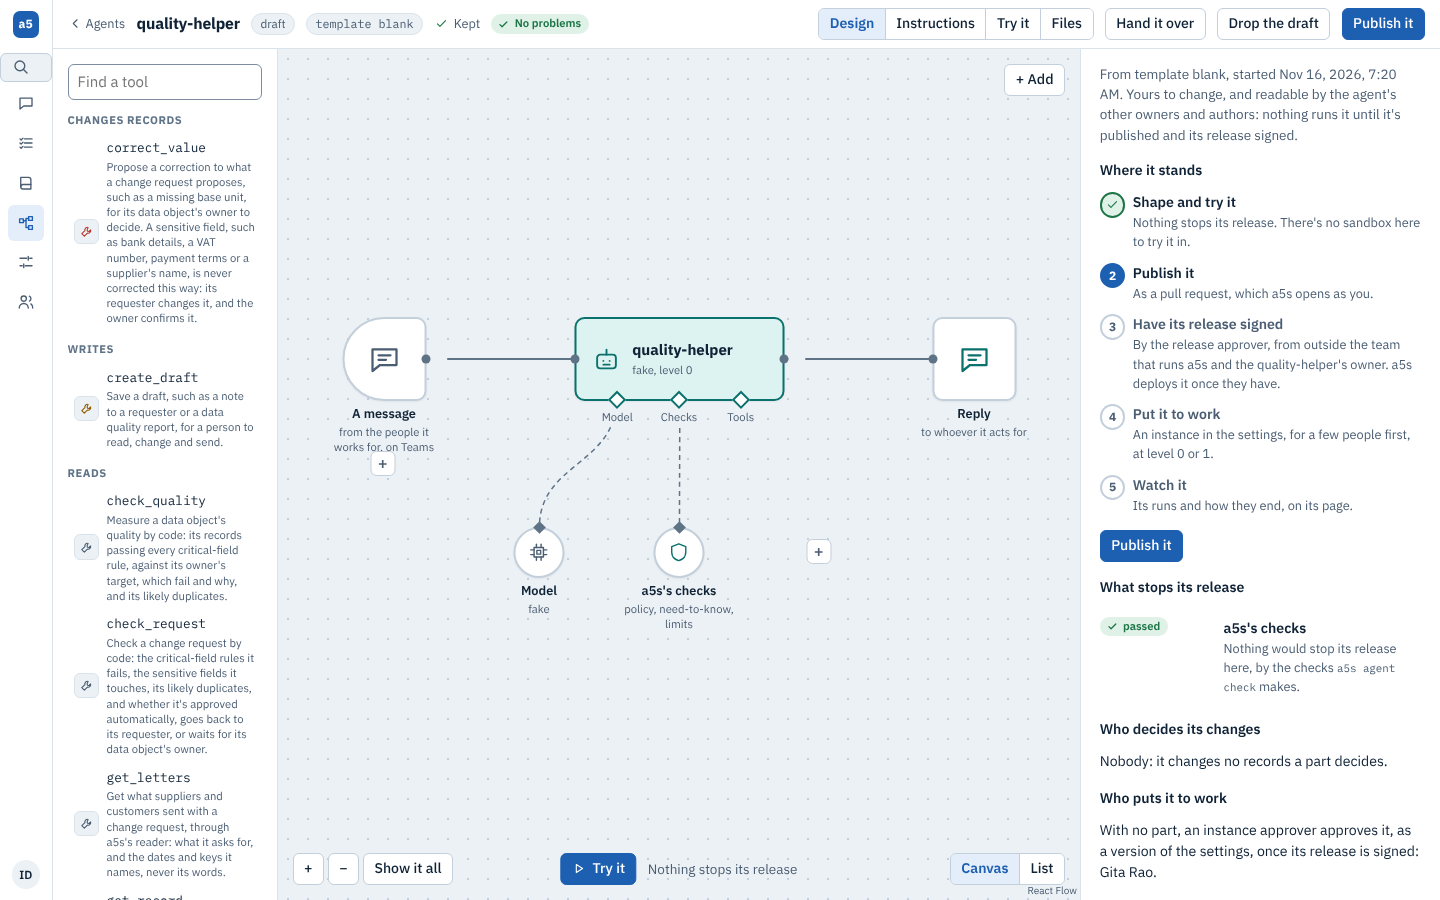 a5
Agents
quality-helper
draft
template blank
Kept
No problems
Design
Instructions
Try it
Files
Hand it over
Drop the draft
Publish it
Find a tool
CHANGES RECORDS
correct_value
Propose a correction to what
a change request proposes,
such as a missing base unit,
for its data object's owner to
decide. A sensitive field, such
as bank details, a VAT
number, payment terms or a
supplier's name, is never
corrected this way: its
requester changes it, and the
owner confirms it.
WRITES
create_draft
Save a draft, such as a note
to a requester or a data
quality report, for a person to
read, change and send.
READS
check_quality
Measure a data object's
quality by code: its records
passing every critical-field
rule, against its owner's
target, which fail and why,
and its likely duplicates.
check_request
Check a change request by
code: the critical-field rules it
fails, the sensitive fields it
touches, its likely duplicates,
and whether it's approved
automatically, goes back to
its requester, or waits for its
data object's owner.
get_letters
Get what suppliers and
customers sent with a
change request, through
a5s's reader: what it asks for,
and the dates and keys it
names, never its words.
get_record
ID
+ Add
A message
from the people it
works for, on Teams
+
quality-helper
fake, level 0
Model
Checks
Tools
Reply
to whoever it acts for
Model
fake
a5s's checks
policy, need-to-know,
limits
+
+
−
Show it all
Try it
Nothing stops its release
Canvas
List
React Flow
From template blank, started Nov 16, 2026, 7:20
AM. Yours to change, and readable by the agent's
other owners and authors: nothing runs it until it's
published and its release signed.
Where it stands
Shape and try it
Nothing stops its release. There's no sandbox here
to try it in.
2
Publish it
As a pull request, which a5s opens as you.
3
Have its release signed
By the release approver, from outside the team
that runs a5s and the quality-helper's owner. a5s
deploys it once they have.
4
Put it to work
An instance in the settings, for a few people first,
at level 0 or 1.
5
Watch it
Its runs and how they end, on its page.
Publish it
What stops its release
passed
a5s's checks
Nothing would stop its release
here, by the checks a5s agent
check makes.
Who decides its changes
Nobody: it changes no records a part decides.
Who puts it to work
With no part, an instance approver approves it, as
a version of the settings, once its release is signed:
Gita Rao.